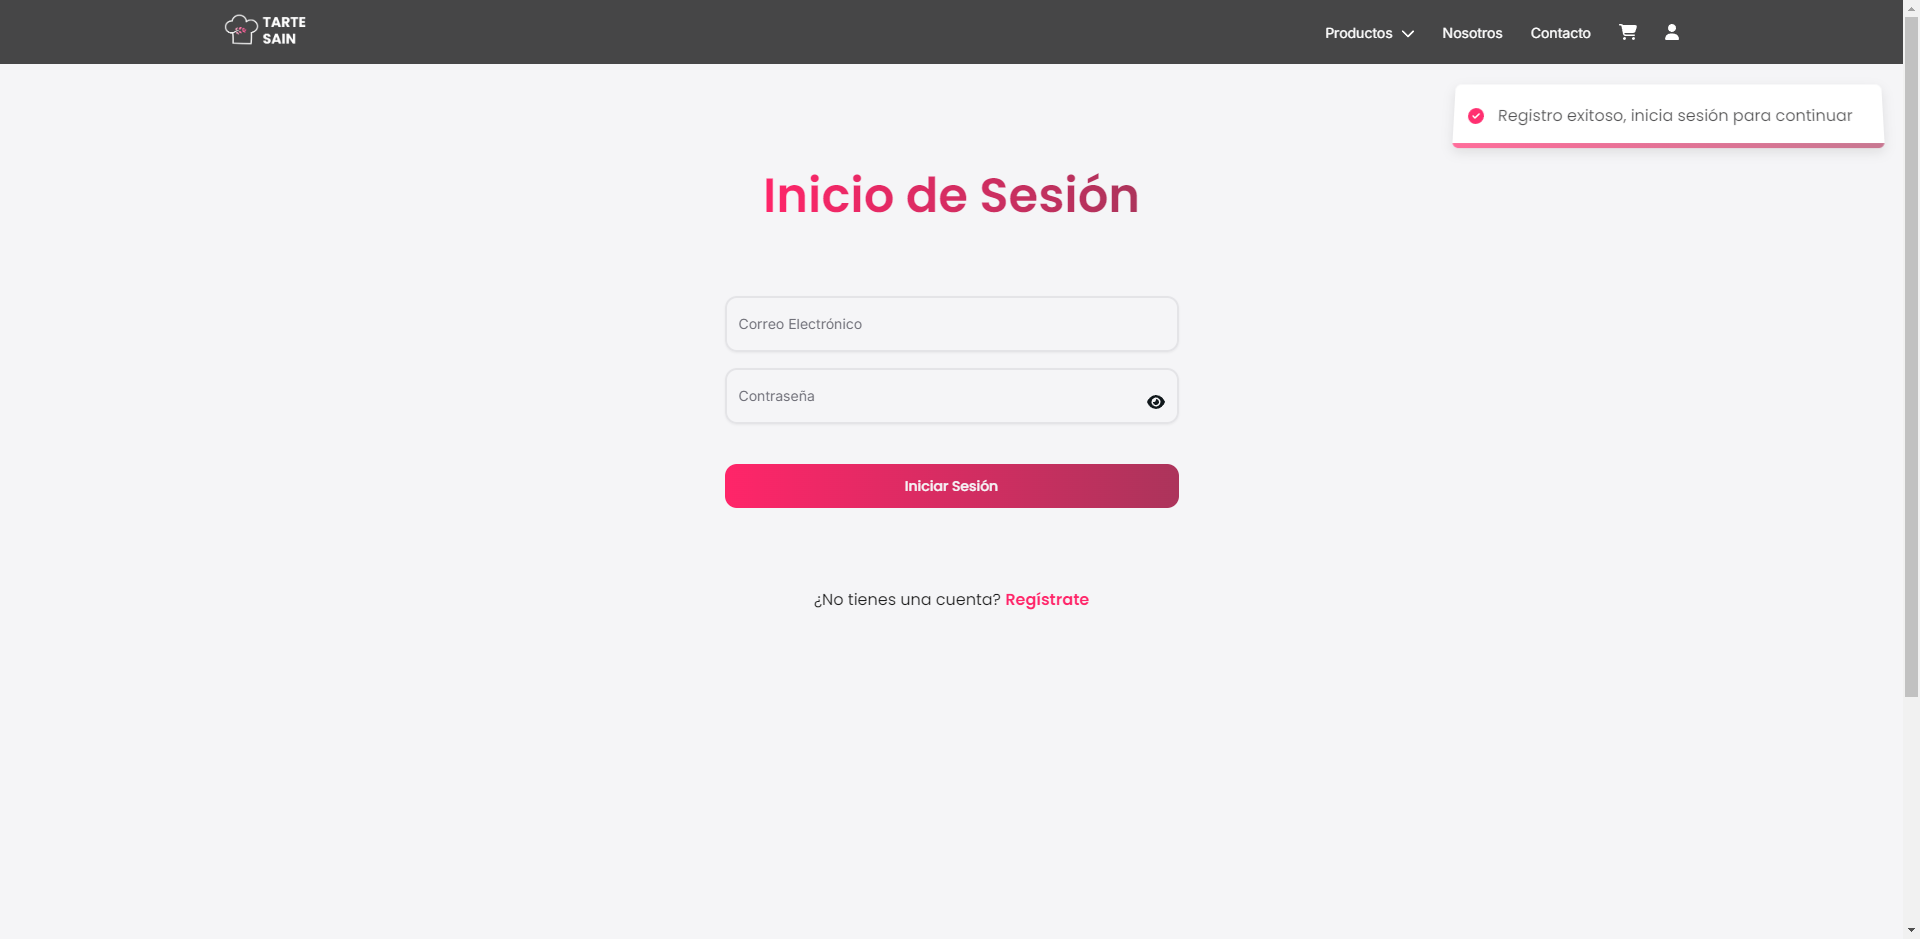 TARTE
SAIN
Productos
Nosotros
Contacto
Registro exitoso, inicia sesión para continuar
Inicio de Sesión
Correo Electrónico
Contraseña
Iniciar Sesión
¿No tienes una cuenta? Regístrate